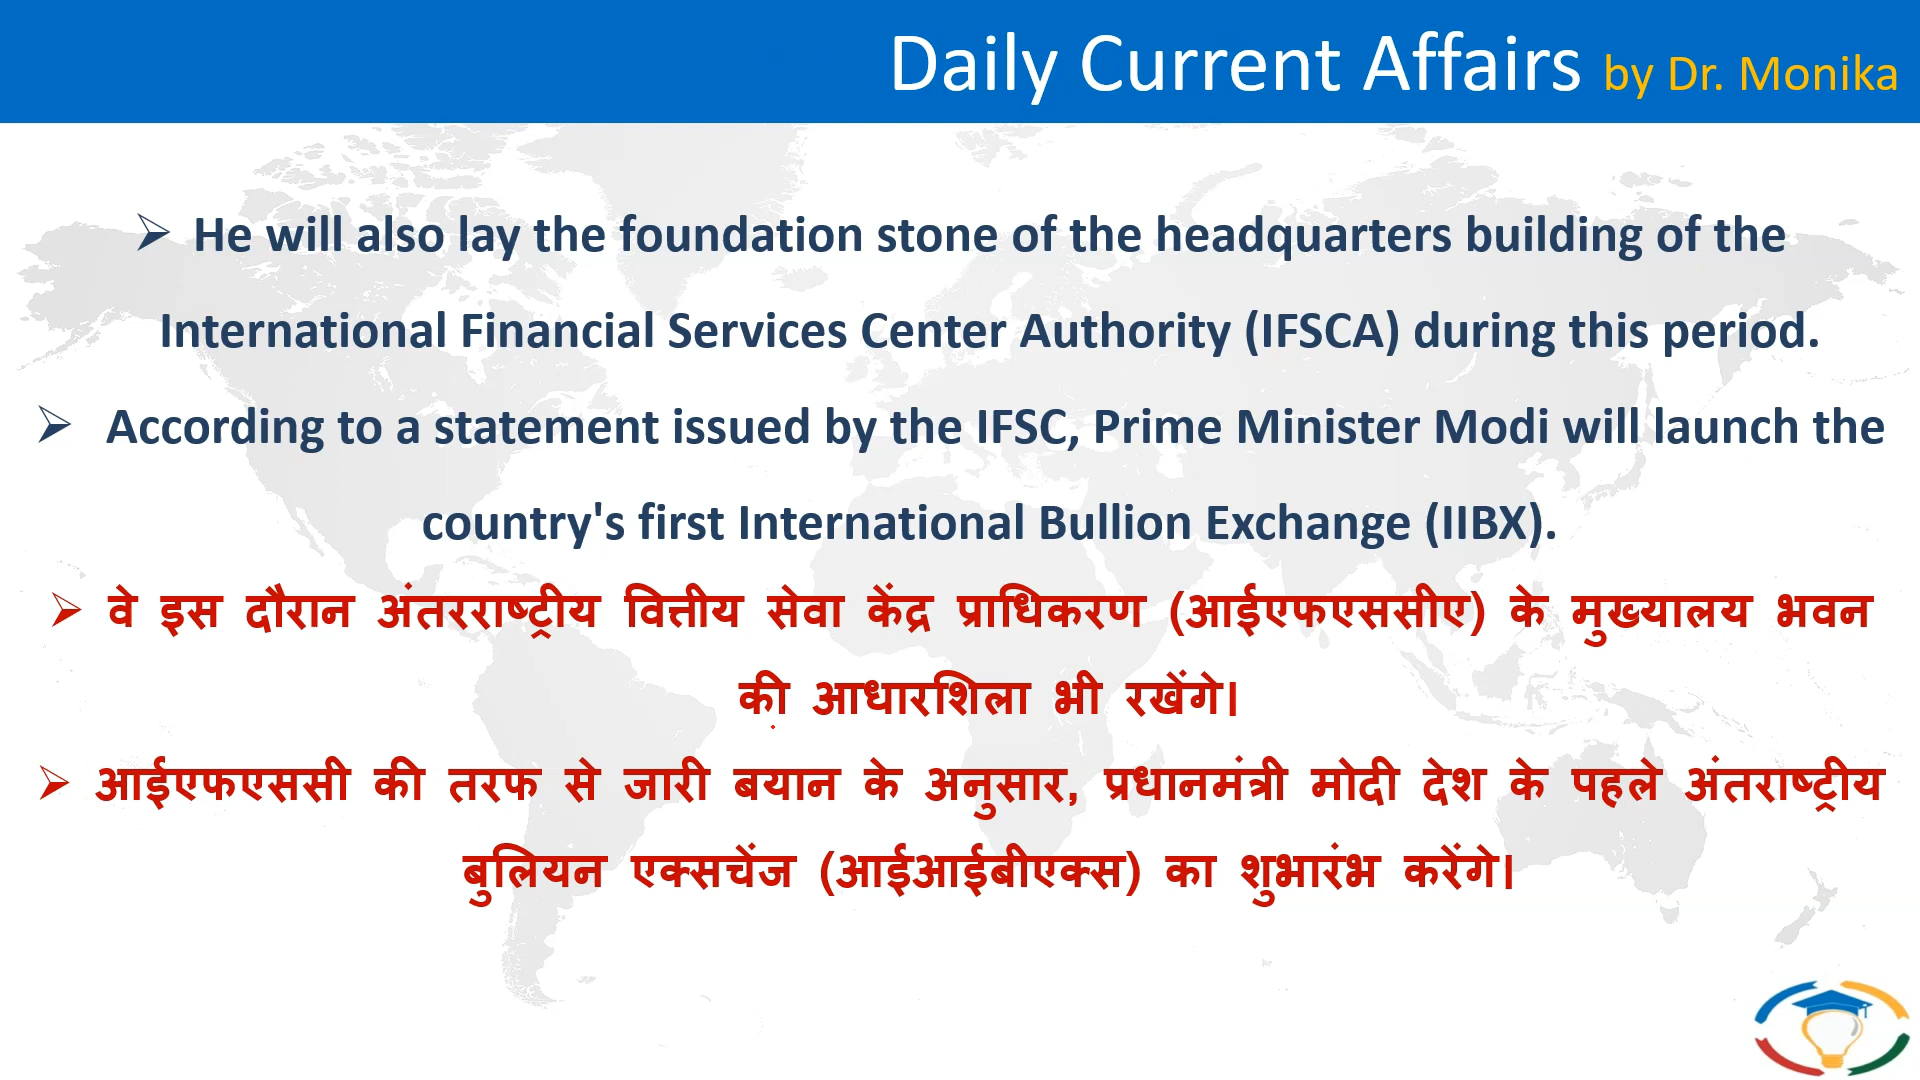 Daily Current Affairs by Dr. Monika
➢ He will also lay the foundation stone of the headquarters building of the
International Financial Services Center Authority (IFSCA) during this period.
➢ According to a statement issued by the IFSC, Prime Minister Modi will launch the
country's first International Bullion Exchange (IIBX).
➢ वे इस दौरान अंतरराष्ट्रीय वित्तीय सेवा केंद्र प्राधिकरण (आईएफएससीए) के मुख्यालय भवन
की आधारशिला भी रखेंगे।
➢ आईएफएससी की तरफ से जारी बयान के अनुसार, प्रधानमंत्री मोदी देश के पहले अंतराष्ट्रीय
बुलियन एक्सचेंज (आईआईबीएक्स) का शुभारंभ करेंगे।